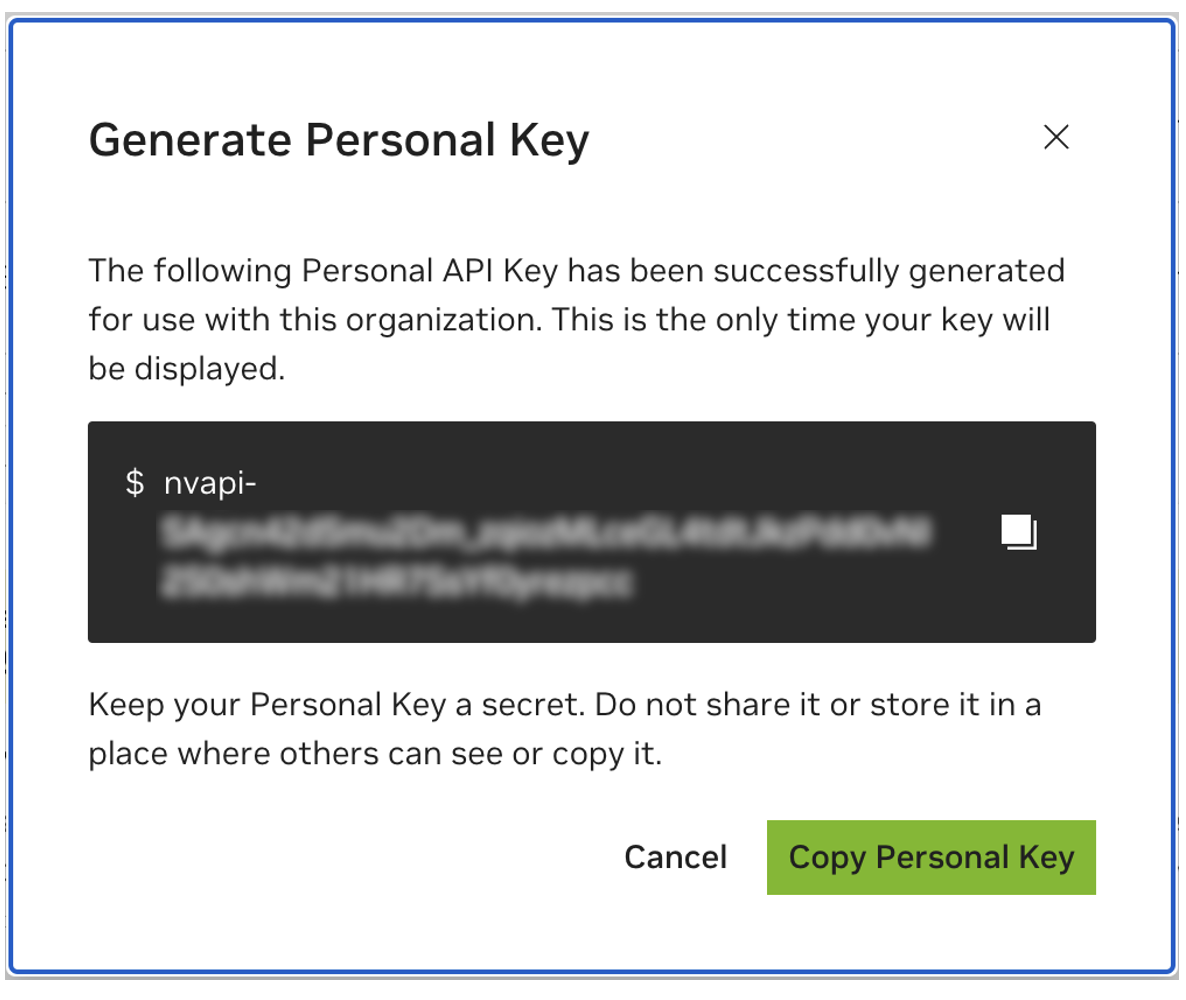 Generate Personal Key
The following Personal API Key has been successfully generated
for use with this organization. This is the only time your key will
be displayed.
$ nvapi-
Keep your Personal Key a secret. Do not share it or store it in a
place where others can see or copy it.
Cancel
Copy Personal Key